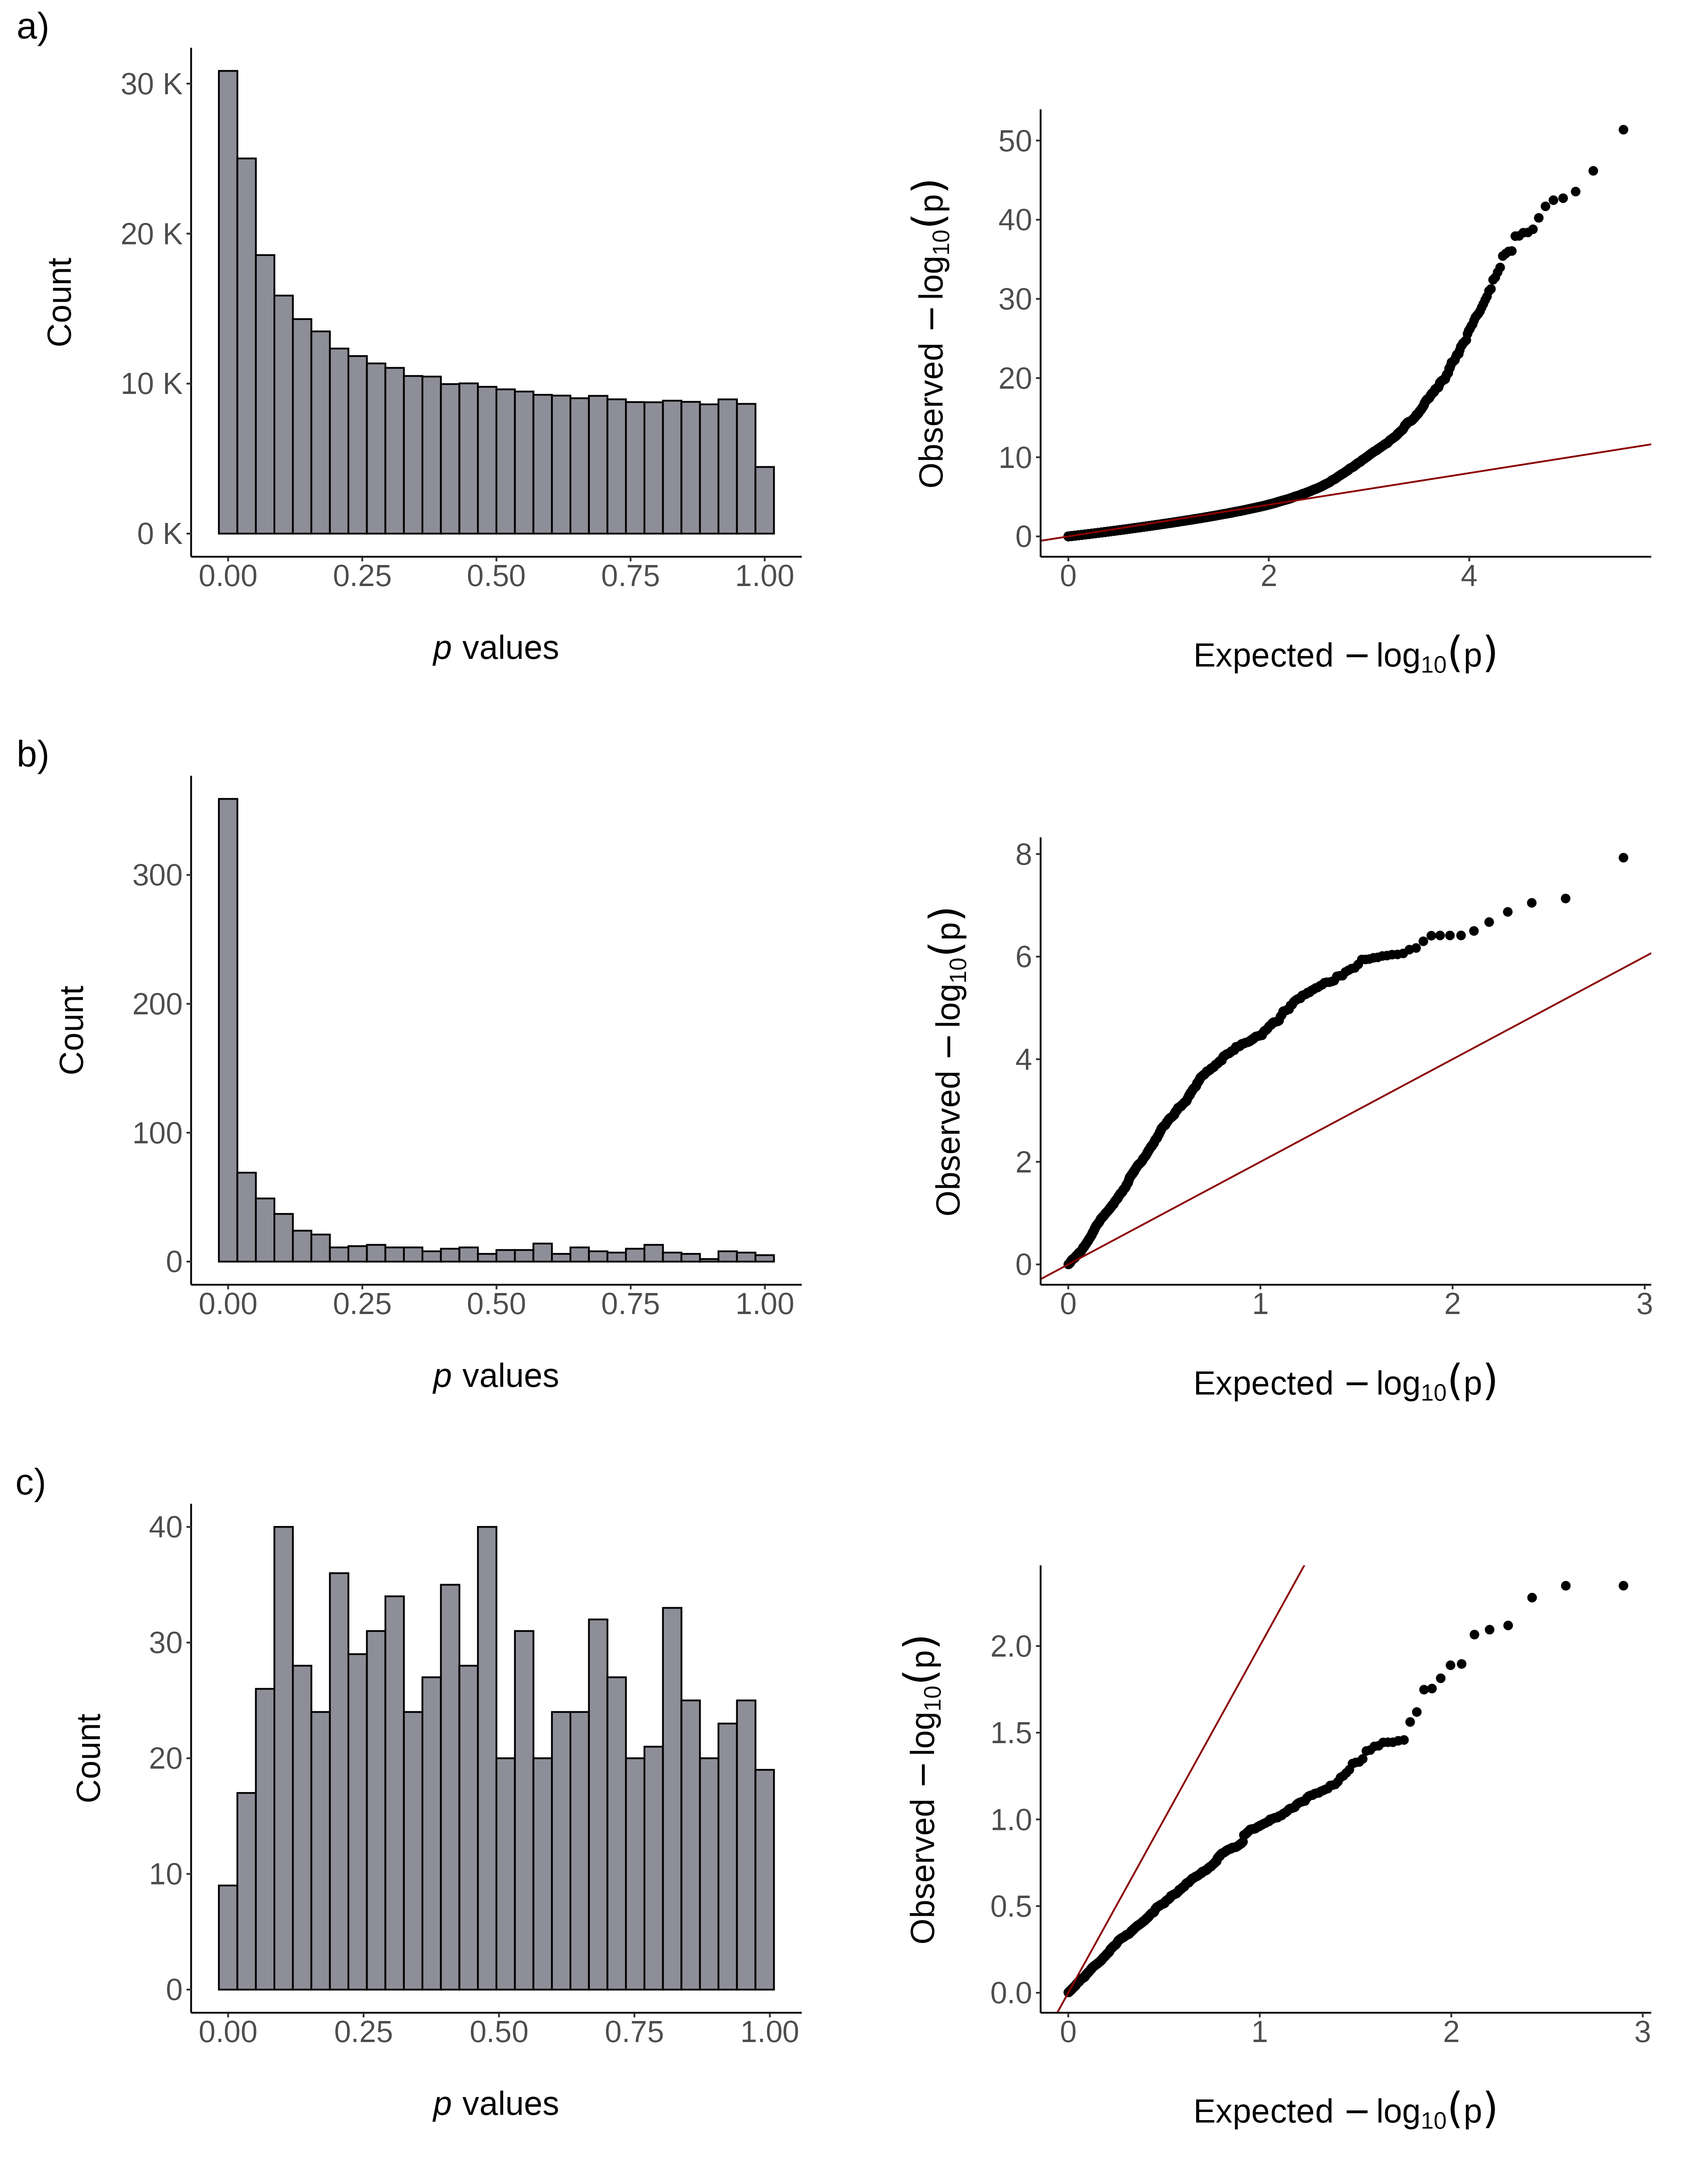 a)
30 K
20 K
10 K
0 K
Count
0.00 0.25 0.50 0.75 1.00
p values
50
40
30
20
10
0
Observed −log10(p)
0 2 4
Expected −log10(p)
b)
300
200
100
0
Count
0.00 0.25 0.50 0.75 1.00
p values
8
6
4
2
0
Observed −log10(p)
0 1 2 3
Expected −log10(p)
c)
40
30
20
10
0
Count
0.00 0.25 0.50 0.75 1.00
p values
2.0
1.5
1.0
0.5
0.0
Observed −log10(p)
0 1 2 3
Expected −log10(p)